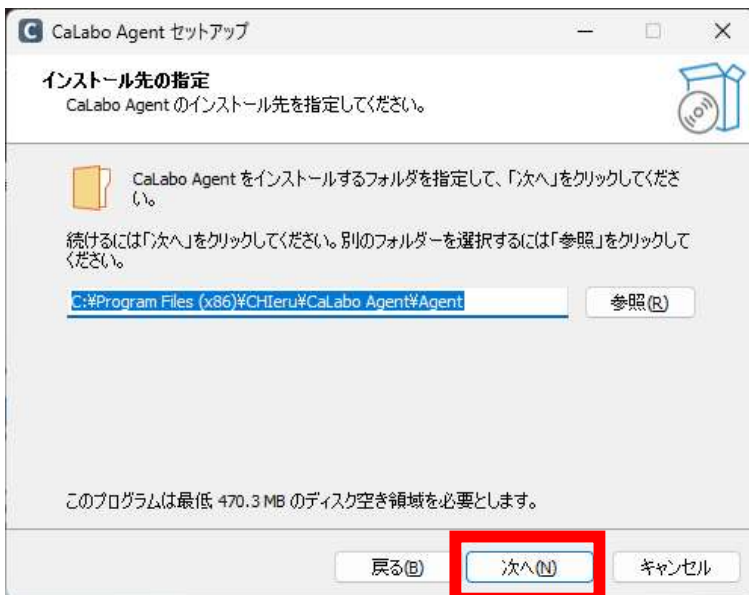 CaLabo Agent セットアップ
インストール先の指定
CaLabo Agent のインストール先を指定してください。
CaLabo Agent をインストールするフォルダを指定して、「次へ」をクリックしてくださ
い。
続けるには「次へ」をクリックしてください。別のフォルダーを選択するには「参照」をクリックして
ください。
C:¥Program Files (x86)¥CHIeru¥CaLabo Agent¥Agent
参照(R)
このプログラムは最低 470.3 MB のディスク空き領域を必要とします。
戻る(B) 次へ(N) キャンセル